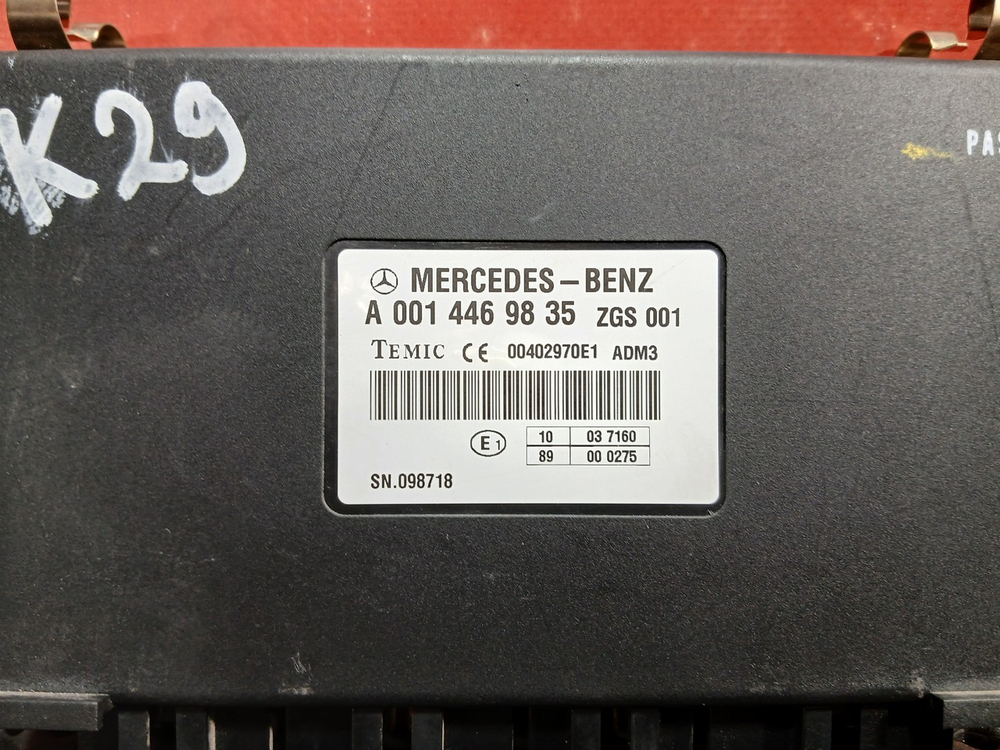 K29
PAS
MERCEDES-BENZ
A 001 446 98 35 ZGS 001
TEMIC CE 00402970E1 ADM3
E1 10 03 7160
89 00 0275
SN.098718